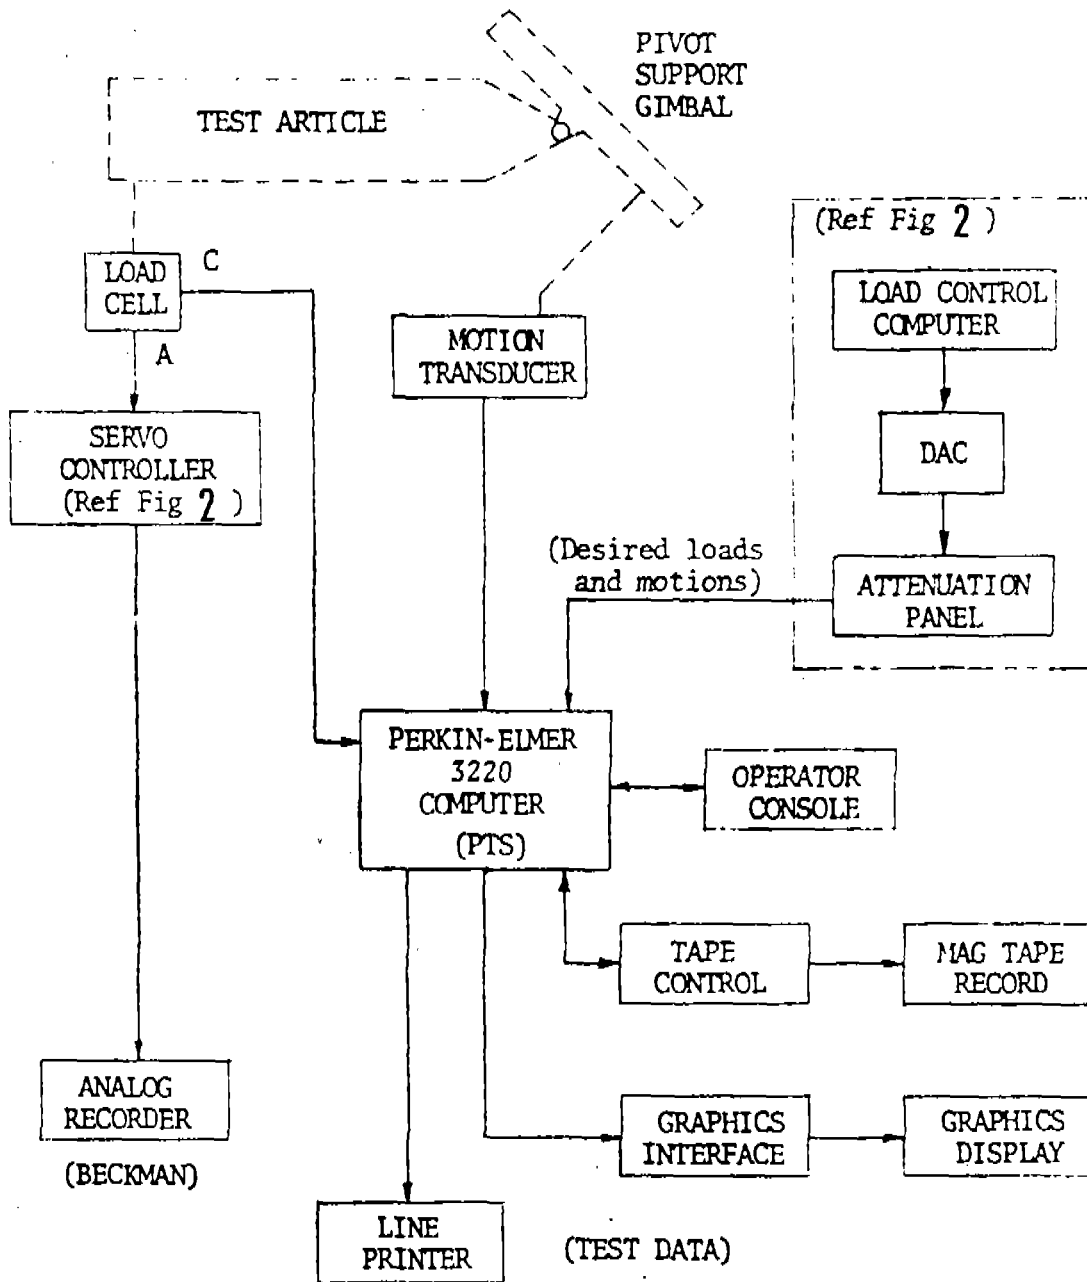 PIVOT
SUPPORT
GIMBAL
TEST ARTICLE
(Ref Fig 2 )
LOAD
CELL
C
A
LOAD CONTROL
COMPUTER
MOTION
TRANSDUCER
SERVO
CONTROLLER
(Ref Fig 2 )
DAC
(Desired loads
and motions)
ATTENUATION
PANEL
PERKIN-ELMER
3220
COMPUTER
(PTS)
OPERATOR
CONSOLE
TAPE
CONTROL
MAG TAPE
RECORD
ANALOG
RECORDER
(BECKMAN)
GRAPHICS
INTERFACE
GRAPHICS
DISPLAY
LINE
PRINTER
(TEST DATA)